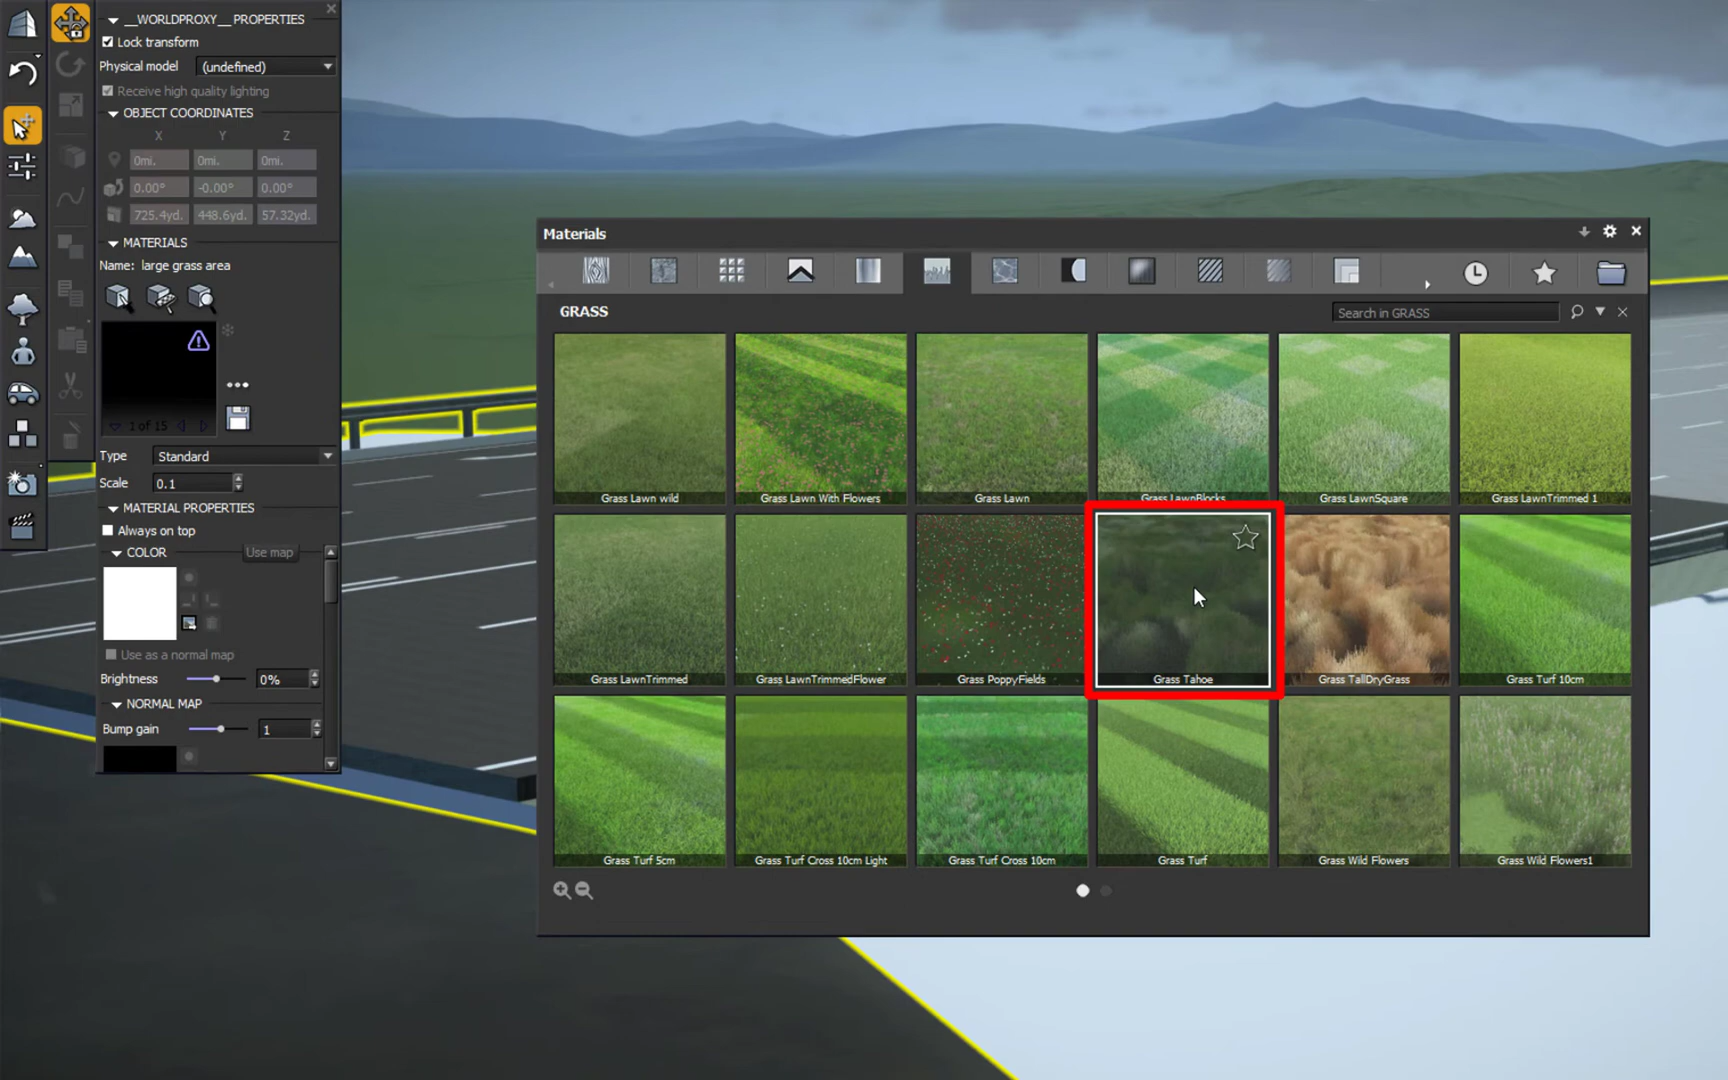 __WORLDPROXY__ PROPERTIES
Lock transform
Physical model (undefined)
Receive high quality lighting
OBJECT COORDINATES
X Y Z
0mi. 0mi. 0mi.
0.00° -0.00° 0.00°
725.4yd. 448.6yd. 57.32yd.
MATERIALS
Name: large grass area
1 of 15
Type Standard
Scale 0.1
MATERIAL PROPERTIES
Always on top
COLOR Use map
Use as a normal map
Brightness 0%
NORMAL MAP
Bump gain 1
Materials
GRASS Search in GRASS
Grass Lawn wild Grass Lawn With Flowers Grass Lawn Grass LawnBlocks Grass LawnSquare Grass LawnTrimmed 1
Grass LawnTrimmed Grass LawnTrimmedFlower Grass PoppyFields Grass Tahoe Grass TallDryGrass Grass Turf 10cm
Grass Turf 5cm Grass Turf Cross 10cm Light Grass Turf Cross 10cm Grass Turf Grass Wild Flowers Grass Wild Flowers1